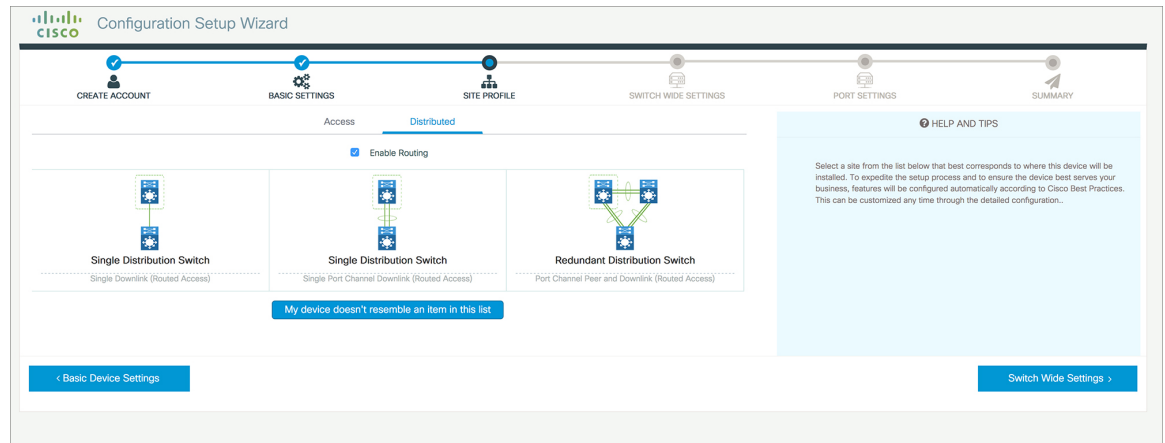 CISCO
Configuration Setup Wizard
CREATE ACCOUNT
BASIC SETTINGS
SITE PROFILE
SWITCH WIDE SETTINGS
PORT SETTINGS
SUMMARY
Access
Distributed
Enable Routing
Single Distribution Switch
Single Downlink (Routed Access)
Single Distribution Switch
Single Port Channel Downlink (Routed Access)
Redundant Distribution Switch
Port Channel Peer and Downlink (Routed Access)
My device doesn't resemble an item in this list
HELP AND TIPS
Select a site from the list below that best corresponds to where this device will be
installed. To expedite the setup process and to ensure the device best serves your
business, features will be configured automatically according to Cisco Best Practices.
This can be customized any time through the detailed configuration..
< Basic Device Settings
Switch Wide Settings >